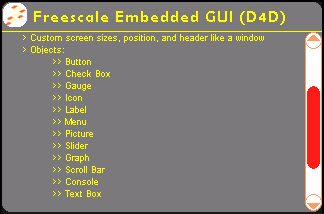 Freescale Embedded GUI (D4D)
> Custom screen sizes, position, and header like a window
> Objects:
>> Button
>> Check Box
>> Gauge
>> Icon
>> Label
>> Menu
>> Picture
>> Slider
>> Graph
>> Scroll Bar
>> Console
>> Text Box